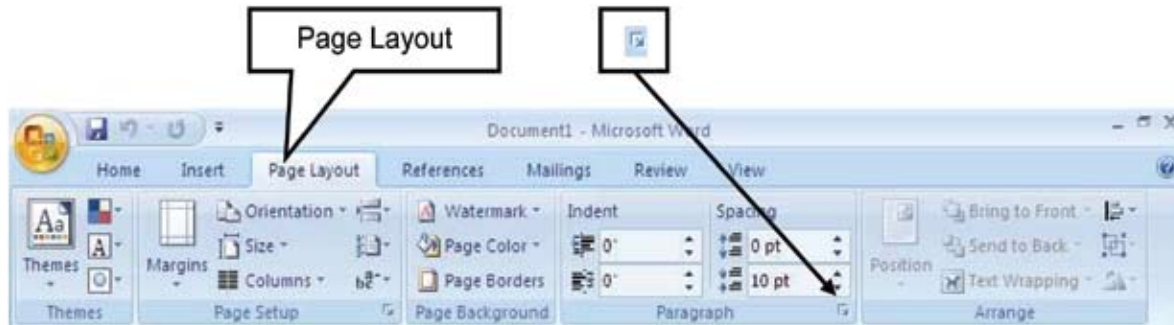 Page Layout
Document1 - Microsoft Word
Home Insert Page Layout References Mailings Review View
Aa Orientation Watermark Indent Spacing Bring to Front
A Size Page Color 0" 0 pt Send to Back
Themes Margins Columns Page Borders 0" 10 pt Position Text Wrapping
Themes Page Setup Page Background Paragraph Arrange